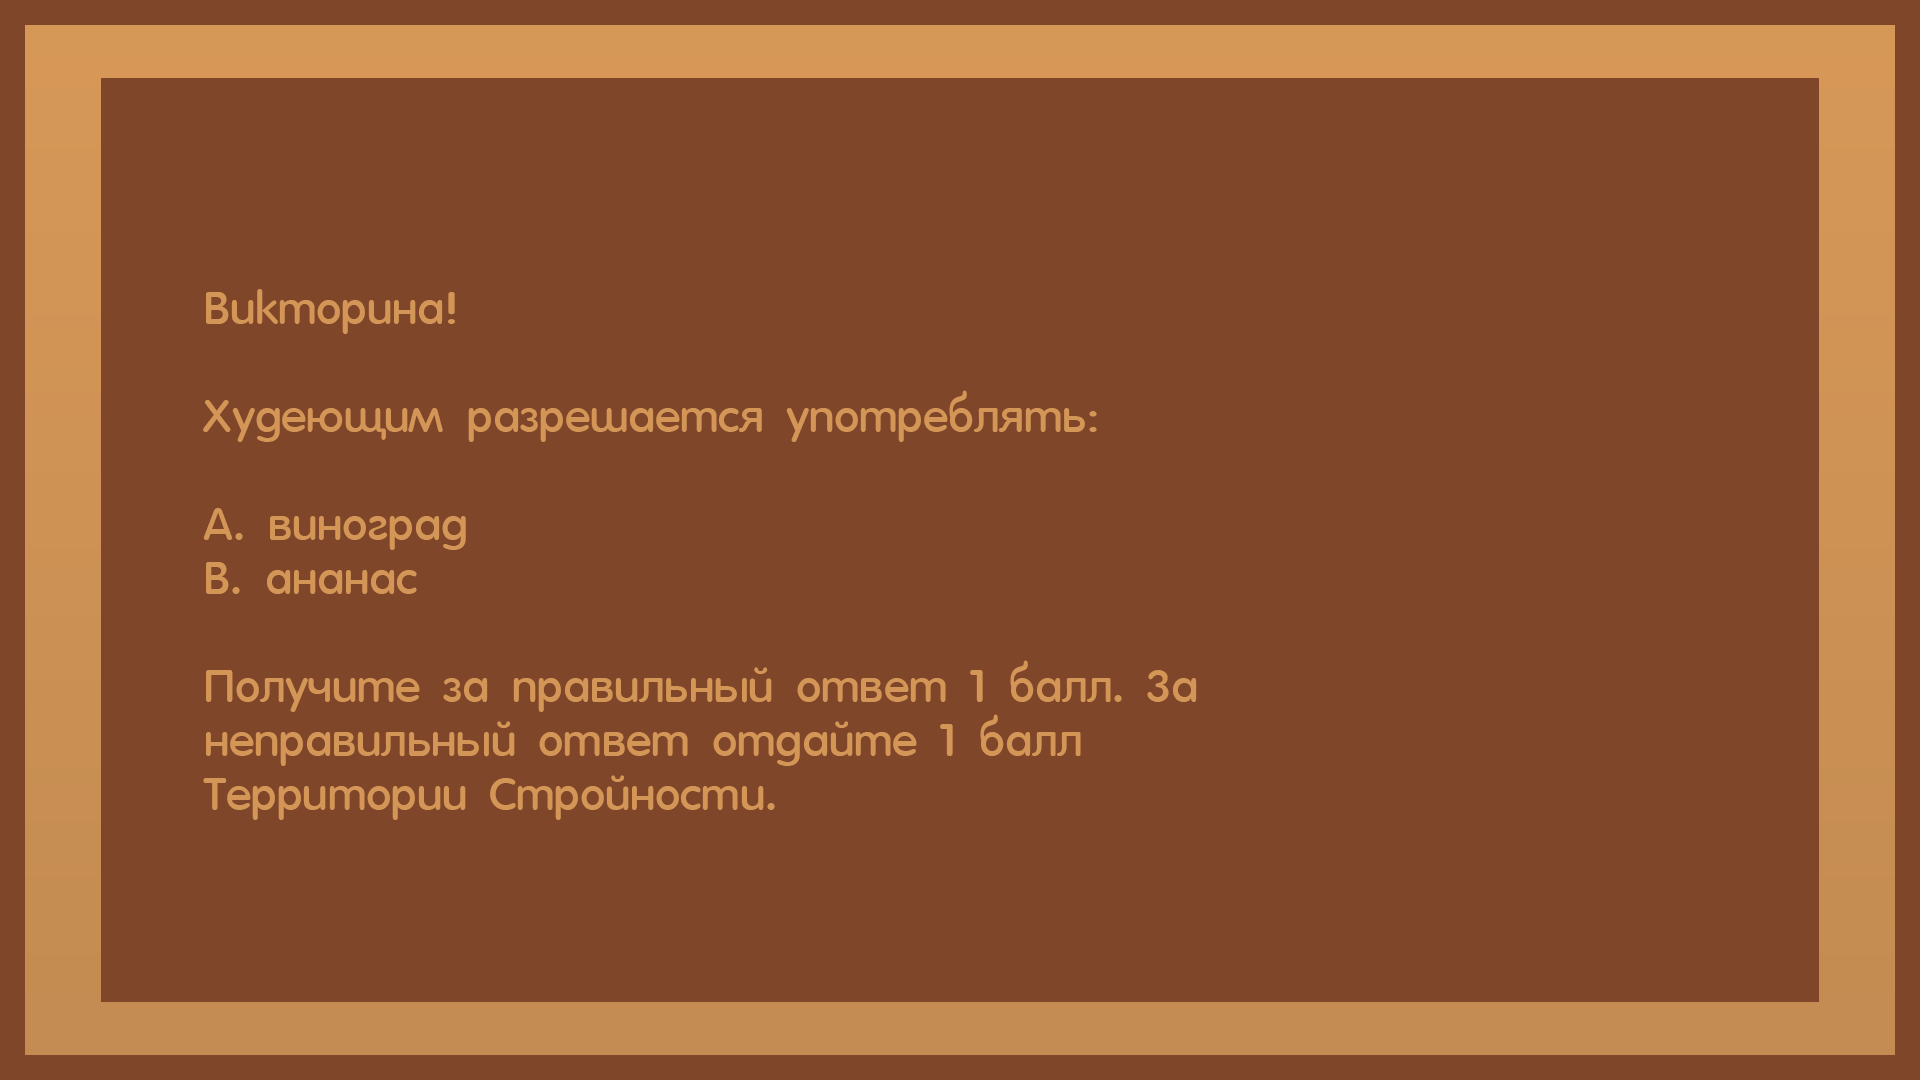 Викторина!
Худеющим разрешается употреблять:
А. виноград
В. ананас
Получите за правильный ответ 1 балл. За
неправильный ответ отдайте 1 балл
Территории Стройности.